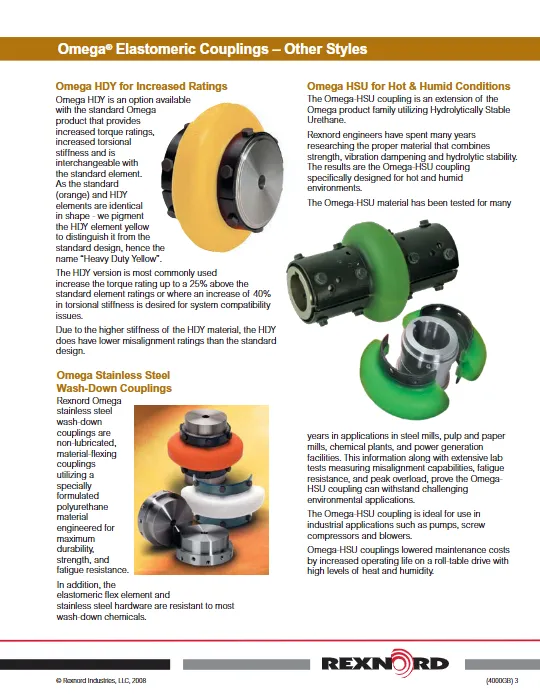 Omega® Elastomeric Couplings – Other Styles
Omega HDY for Increased Ratings
Omega HDY is an option available
with the standard Omega
product that provides
increased torque ratings,
increased torsional
stiffness and is
interchangeable with
the standard element.
As the standard
(orange) and HDY
elements are identical
in shape - we pigment
the HDY element yellow
to distinguish it from the
standard design, hence the
name “Heavy Duty Yellow”.
The HDY version is most commonly used
increase the torque rating up to a 25% above the
standard element ratings or where an increase of 40%
in torsional stiffness is desired for system compatibility
issues.
Due to the higher stiffness of the HDY material, the HDY
does have lower misalignment ratings than the standard
design.
Omega Stainless Steel
Wash-Down Couplings
Rexnord Omega
stainless steel
wash-down
couplings are
non-lubricated,
material-flexing
couplings
utilizing a
specially
formulated
polyurethane
material
engineered for
maximum
durability,
strength, and
fatigue resistance.
In addition, the
elastomeric flex element and
stainless steel hardware are resistant to most
wash-down chemicals.
Omega HSU for Hot & Humid Conditions
The Omega-HSU coupling is an extension of the
Omega product family utilizing Hydrolytically Stable
Urethane.
Rexnord engineers have spent many years
researching the proper material that combines
strength, vibration dampening and hydrolytic stability.
The results are the Omega-HSU coupling
specifically designed for hot and humid
environments.
The Omega-HSU material has been tested for many
years in applications in steel mills, pulp and paper
mills, chemical plants, and power generation
facilities. This information along with extensive lab
tests measuring misalignment capabilities, fatigue
resistance, and peak overload, prove the Omega-
HSU coupling can withstand challenging
environmental applications.
The Omega-HSU coupling is ideal for use in
industrial applications such as pumps, screw
compressors and blowers.
Omega-HSU couplings lowered maintenance costs
by increased operating life on a roll-table drive with
high levels of heat and humidity.
REXNORD
© Rexnord Industries, LLC, 2008
(4000GB) 3